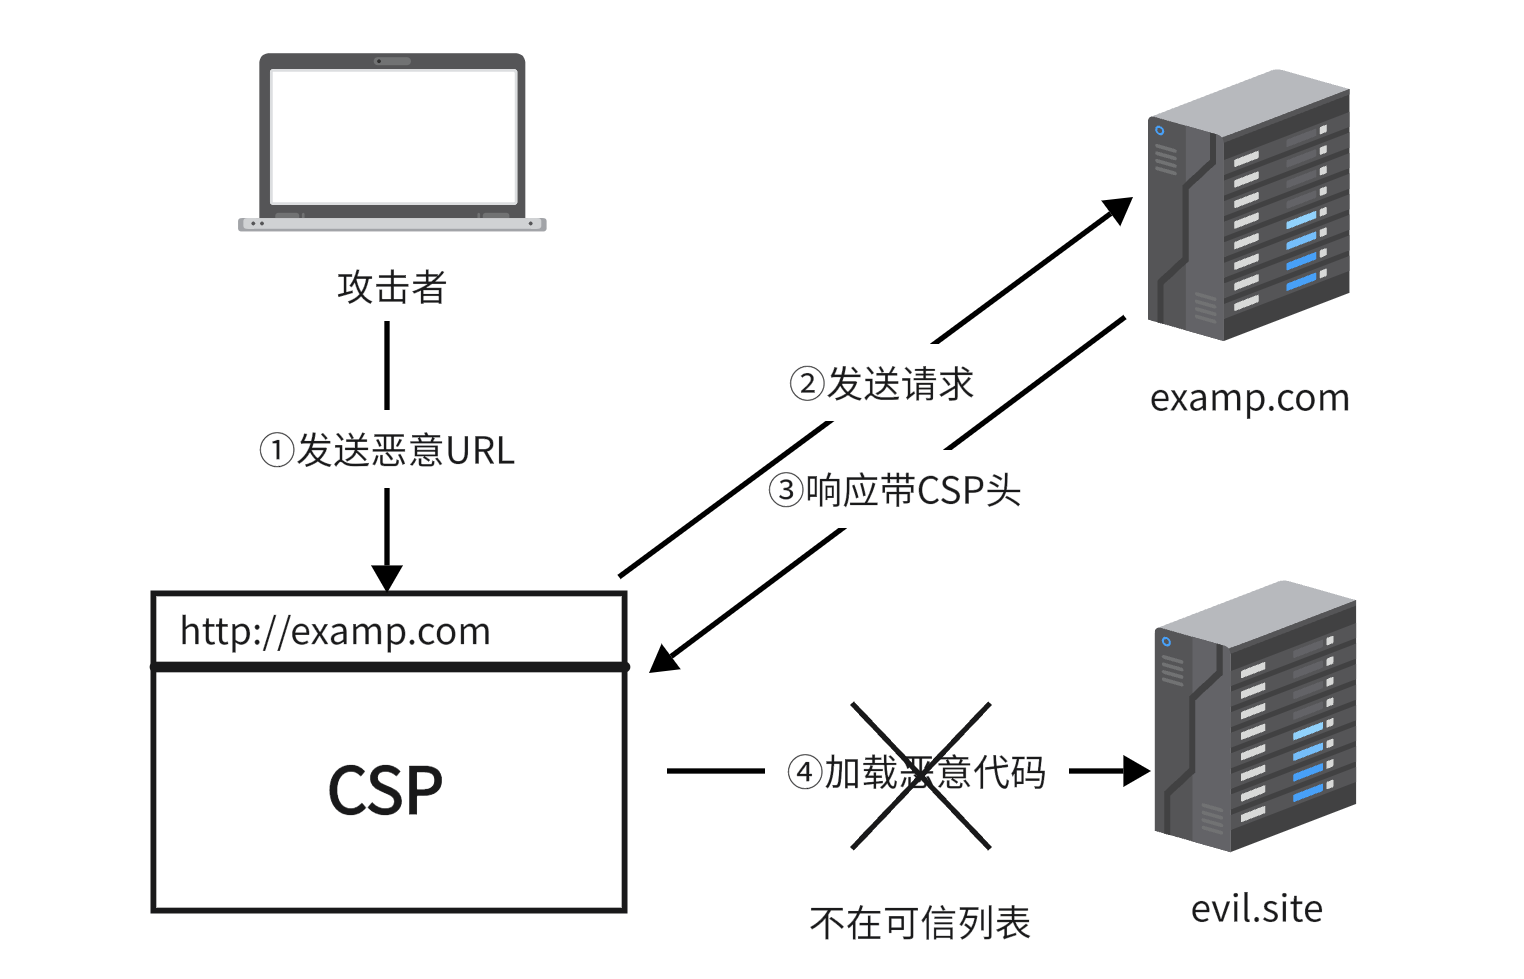 攻击者
①发送恶意URL
②发送请求
examp.com
③响应带CSP头
http://examp.com
CSP
④加载恶意代码
不在可信列表
evil.site